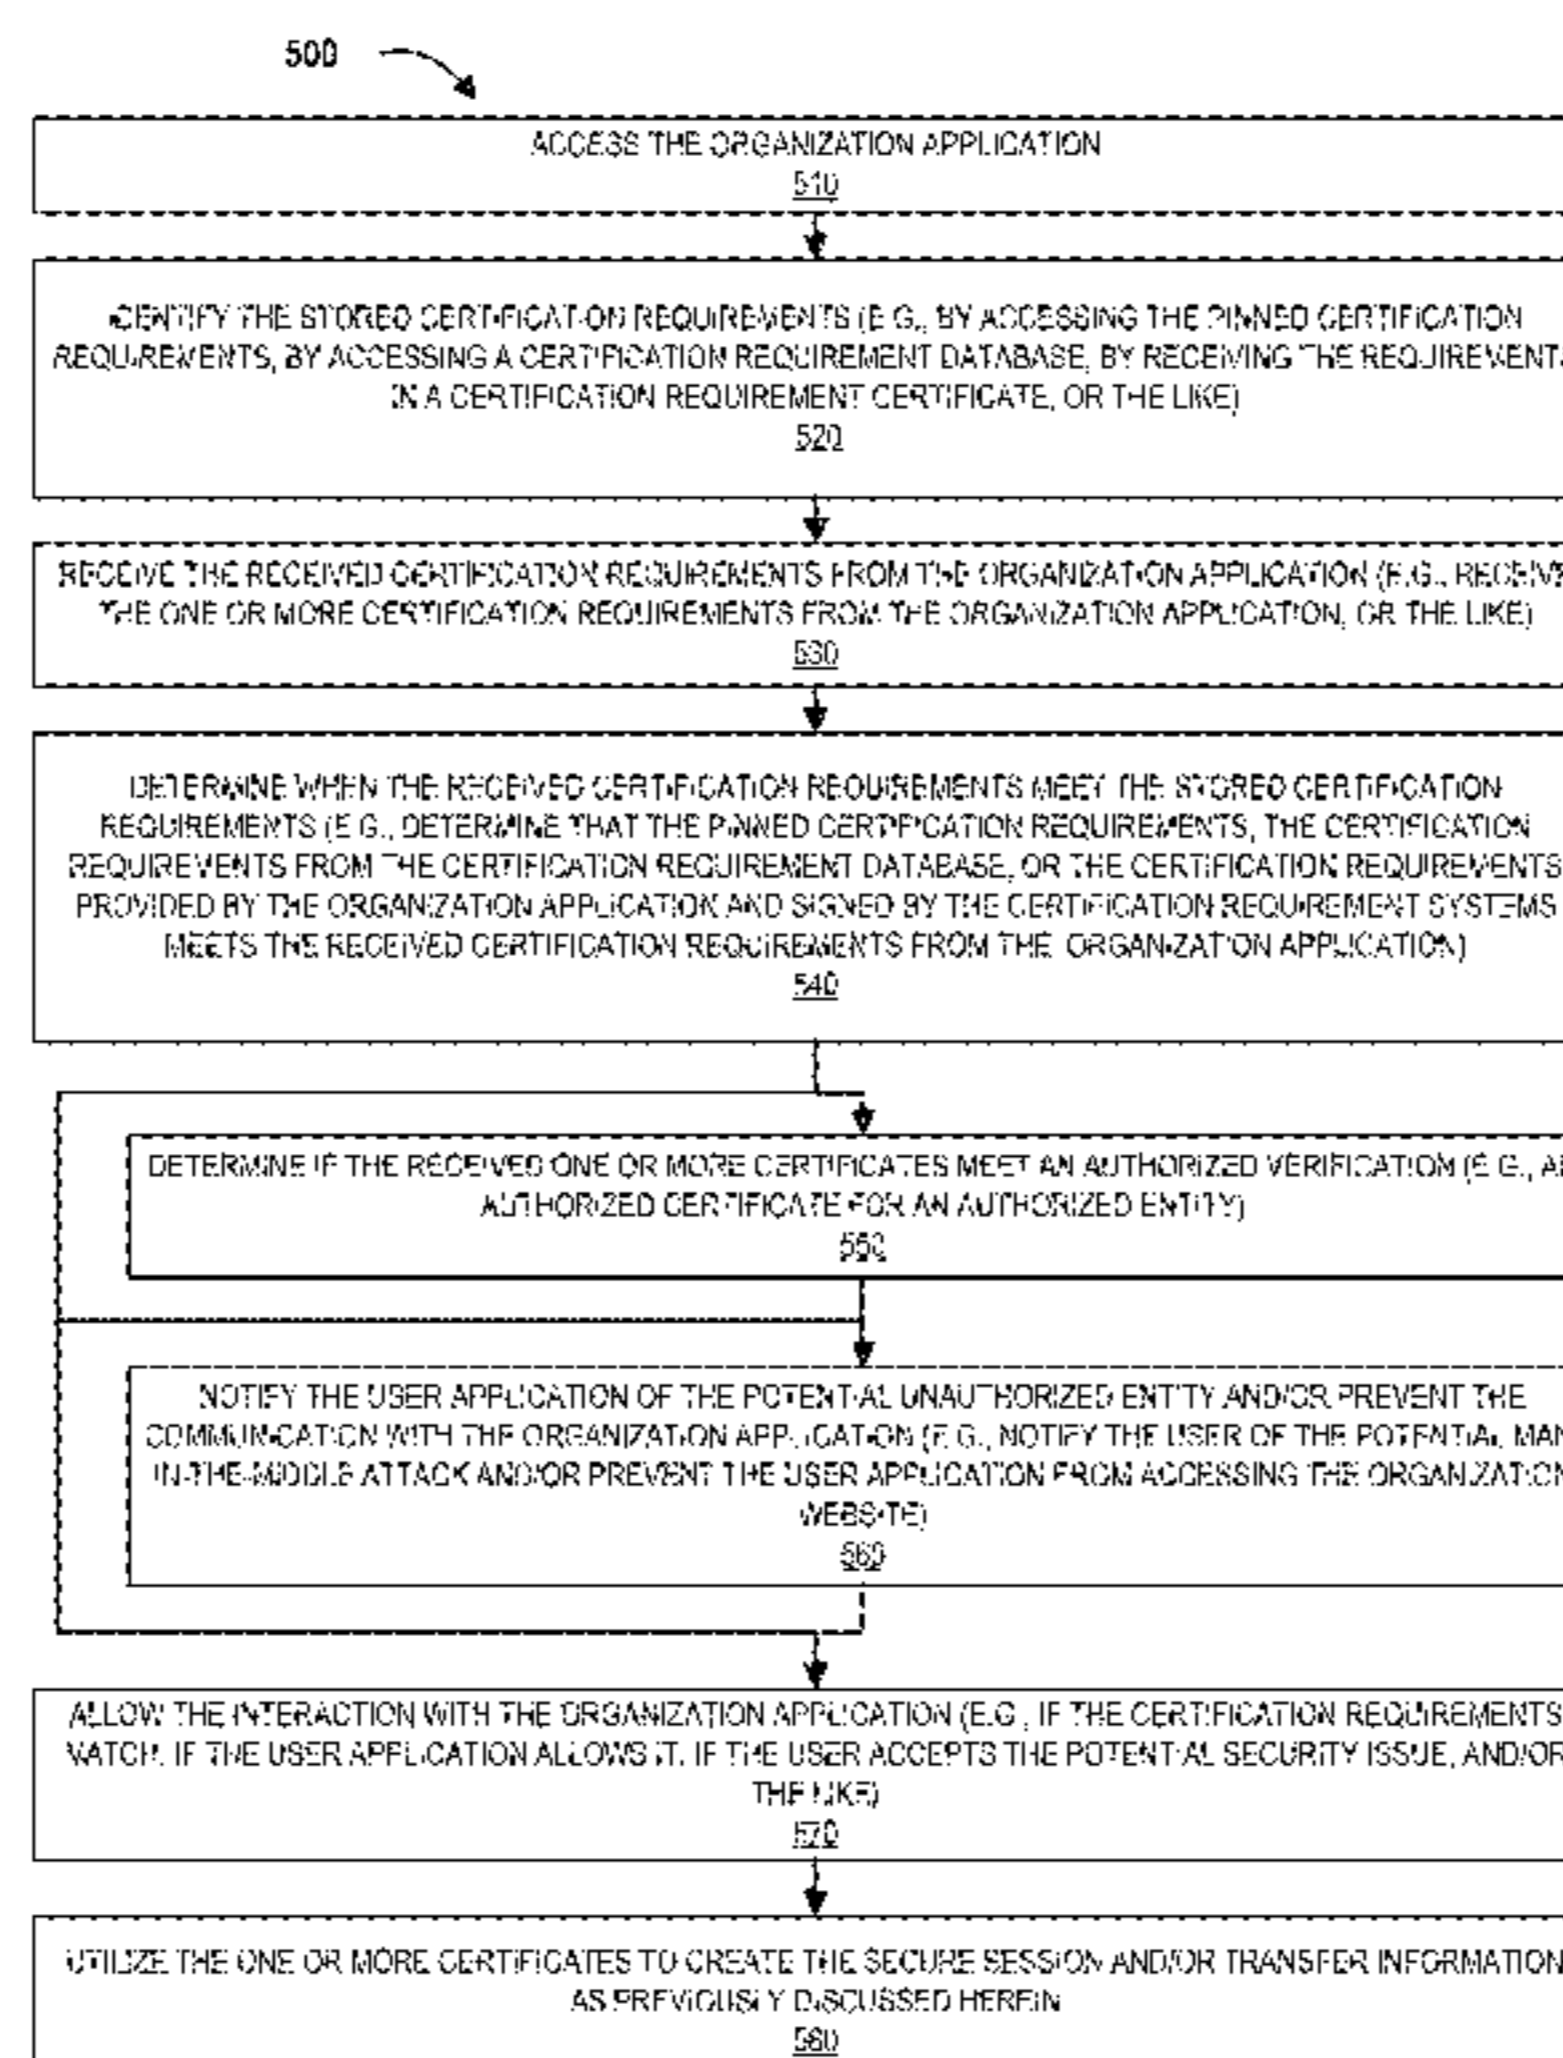 500
ACCESS THE ORGANIZATION APPLICATION
510
IDENTIFY THE STORED CERTIFICATION REQUIREMENTS (E.G., BY ACCESSING THE PINNED CERTIFICATION
REQUIREMENTS, BY ACCESSING A CERTIFICATION REQUIREMENT DATABASE, BY RECEIVING THE REQUIREMENTS
IN A CERTIFICATION REQUIREMENT CERTIFICATE, OR THE LIKE)
520
RECEIVE THE RECEIVED CERTIFICATION REQUIREMENTS FROM THE ORGANIZATION APPLICATION (E.G., RECEIVE
THE ONE OR MORE CERTIFICATION REQUIREMENTS FROM THE ORGANIZATION APPLICATION, OR THE LIKE)
530
DETERMINE WHEN THE RECEIVED CERTIFICATION REQUIREMENTS MEET THE STORED CERTIFICATION
REQUIREMENTS (E.G., DETERMINE THAT THE PINNED CERTIFICATION REQUIREMENTS, THE CERTIFICATION
REQUIREMENTS FROM THE CERTIFICATION REQUIREMENT DATABASE, OR THE CERTIFICATION REQUIREMENTS
PROVIDED BY THE ORGANIZATION APPLICATION AND SIGNED BY THE CERTIFICATION REQUIREMENT SYSTEMS
MEETS THE RECEIVED CERTIFICATION REQUIREMENTS FROM THE ORGANIZATION APPLICATION)
540
DETERMINE IF THE RECEIVED ONE OR MORE CERTIFICATES MEET AN AUTHORIZED VERIFICATION (E.G.,
AUTHORIZED CERTIFICATE FOR AN AUTHORIZED ENTITY)
550
NOTIFY THE USER APPLICATION OF THE POTENTIAL UNAUTHORIZED ENTITY AND/OR PREVENT THE
COMMUNICATION WITH THE ORGANIZATION APPLICATION (E.G., NOTIFY THE USER OF THE POTENTIAL MAN
IN-THE-MIDDLE ATTACK AND/OR PREVENT THE USER APPLICATION FROM ACCESSING THE ORGANIZATION
WEBSITE)
560
ALLOW THE INTERACTION WITH THE ORGANIZATION APPLICATION (E.G., IF THE CERTIFICATION REQUIREMENTS
MATCH, IF THE USER APPLICATION ALLOWS IT, IF THE USER ACCEPTS THE POTENTIAL SECURITY ISSUE, AND/OR
THE LIKE)
570
UTILIZE THE ONE OR MORE CERTIFICATES TO CREATE THE SECURE SESSION AND/OR TRANSFER INFORMATION
AS PREVIOUSLY DISCUSSED HEREIN
580